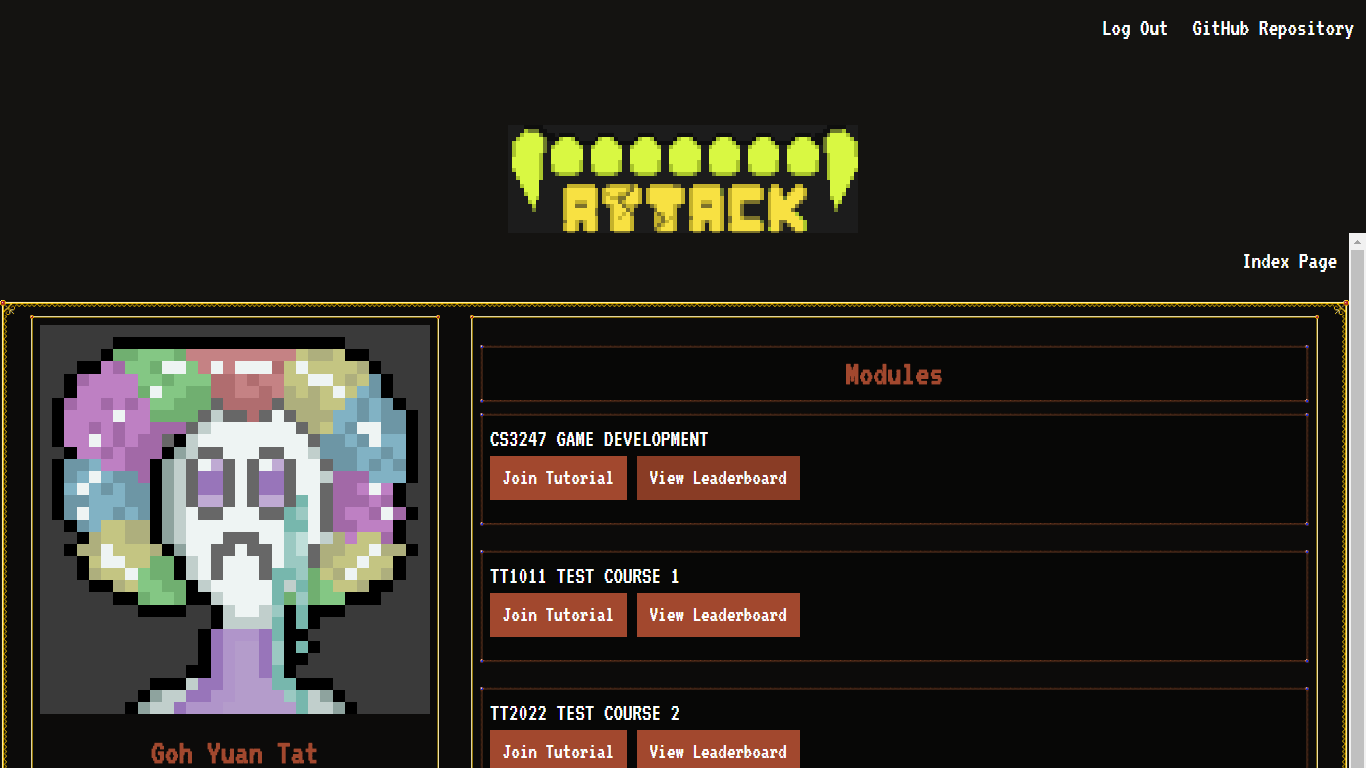 Log Out GitHub Repository
ATTACK
Index Page
Modules
CS3247 GAME DEVELOPMENT
Join Tutorial View Leaderboard
TT1011 TEST COURSE 1
Join Tutorial View Leaderboard
TT2022 TEST COURSE 2
Join Tutorial View Leaderboard
Goh Yuan Tat